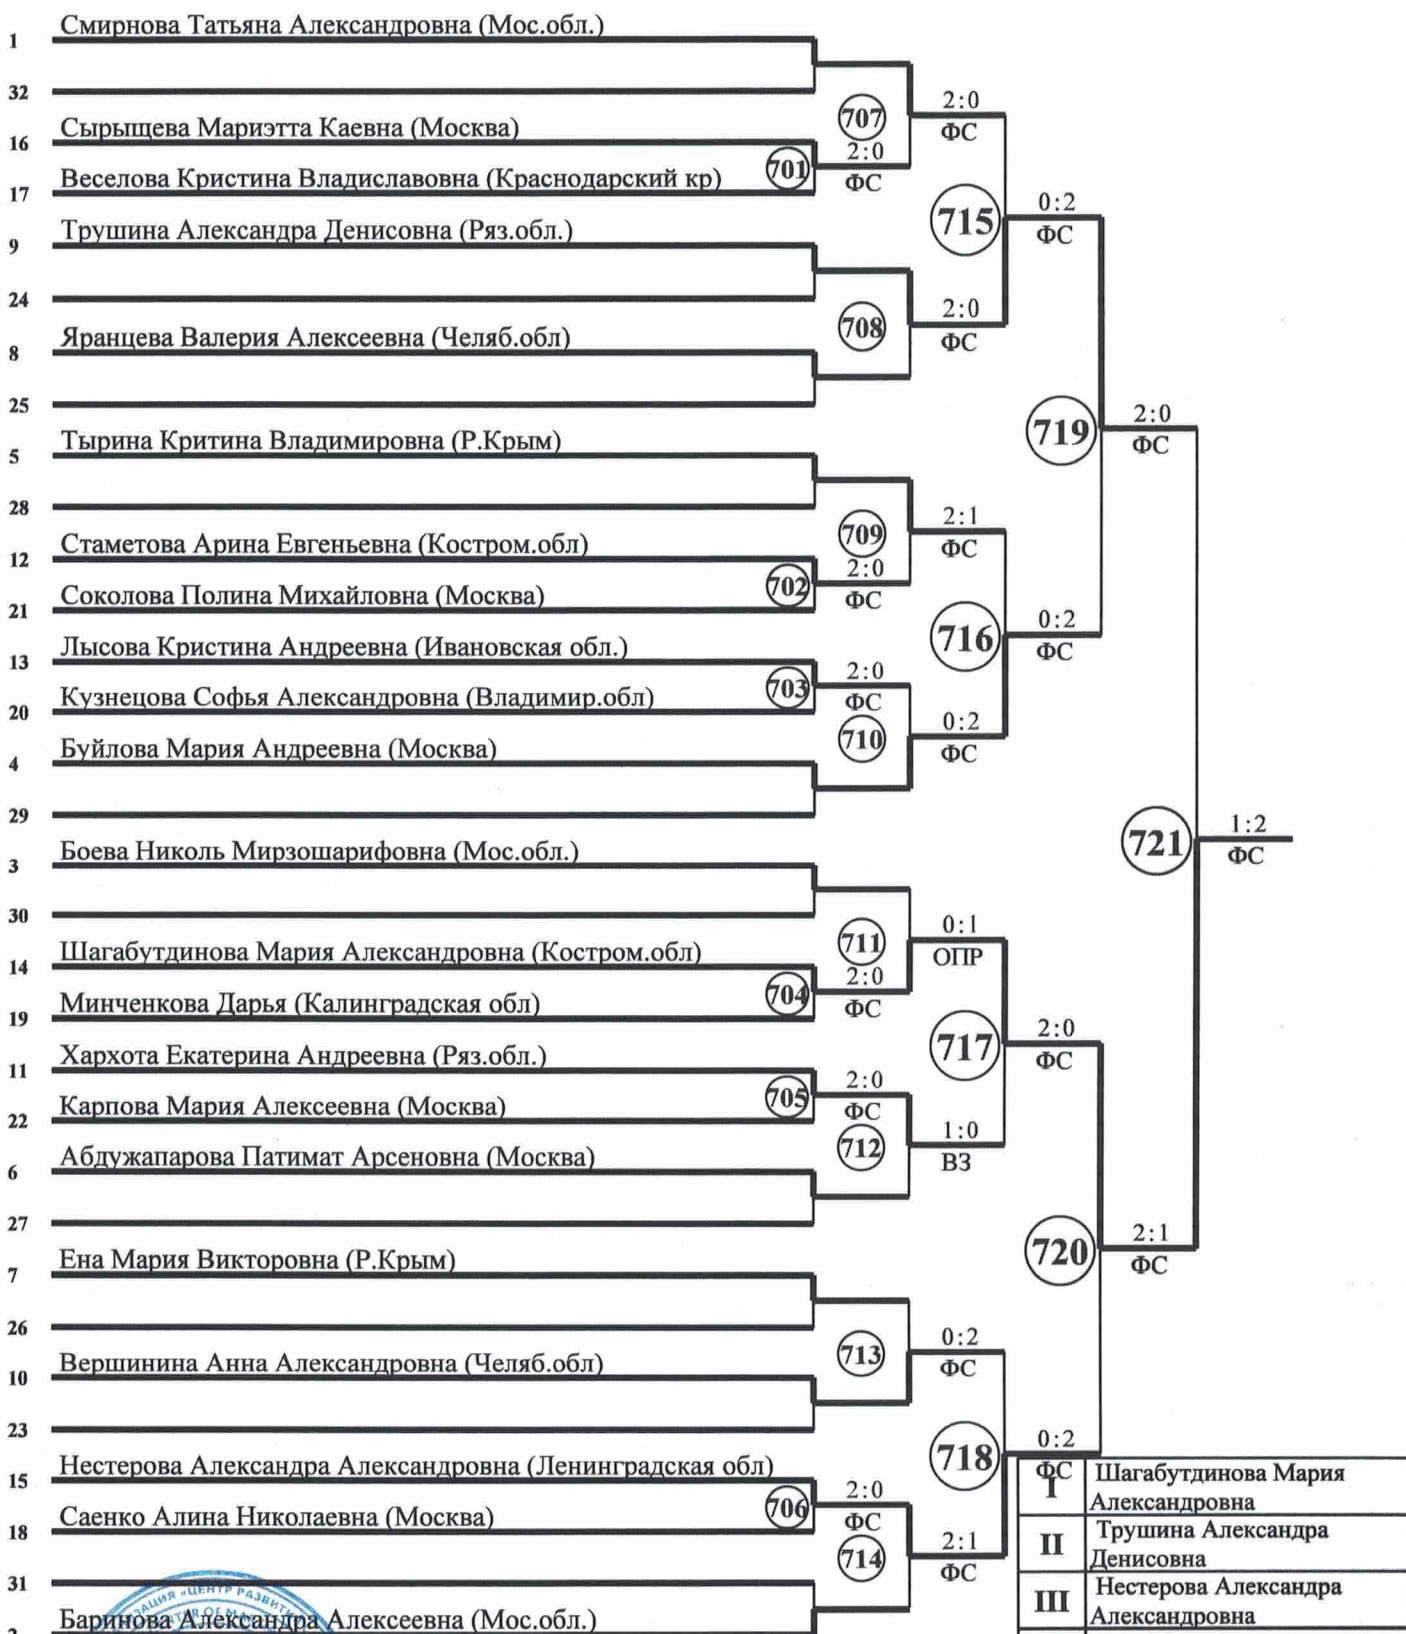 Смирнова Татьяна Александровна (Мос.обл.)
1
32
2:0
707
ФС
Сырыщева Мариэтта Каевна (Москва)
16
2:0
701
ФС
Веселова Кристина Владиславовна (Краснодарский кр)
17
0:2
715
ФС
Трушина Александра Денисовна (Ряз.обл.)
9
24
2:0
708
ФС
Яранцева Валерия Алексеевна (Челяб.обл)
8
25
2:0
719
ФС
Тырина Критина Владимировна (Р.Крым)
5
28
2:1
709
ФС
Стаметова Арина Евгеньевна (Костром.обл)
12
2:0
702
ФС
Соколова Полина Михайловна (Москва)
21
0:2
716
ФС
Лысова Кристина Андреевна (Ивановская обл.)
13
2:0
703
ФС
Кузнецова Софья Александровна (Владимир.обл)
20
0:2
710
ФС
Буйлова Мария Андреевна (Москва)
4
29
1:2
721
ФС
Боева Николь Мирзошарифовна (Мос.обл.)
3
30
0:1
711
ОПР
Шагабутдинова Мария Александровна (Костром.обл)
14
2:0
704
ФС
Минченкова Дарья (Калинградская обл)
19
2:0
717
ФС
Хархота Екатерина Андреевна (Ряз.обл.)
11
2:0
705
ФС
Карпова Мария Алексеевна (Москва)
22
1:0
712
ВЗ
Абдужапарова Патимат Арсеновна (Москва)
6
27
2:1
720
ФС
Ена Мария Викторовна (Р.Крым)
7
26
0:2
713
ФС
Вершинина Анна Александровна (Челяб.обл)
10
23
0:2
718
ФС
Нестерова Александра Александровна (Ленинградская обл)
15
2:0
706
ФС
Саенко Алина Николаевна (Москва)
18
2:1
714
ФС
31
Баринова Александра Алексеевна (Мос.обл.)
2
I
Шагабутдинова Мария
Александровна
II
Трушина Александра
Денисовна
III
Нестерова Александра
Александровна
«ЦЕНТР РАЗВИТИ